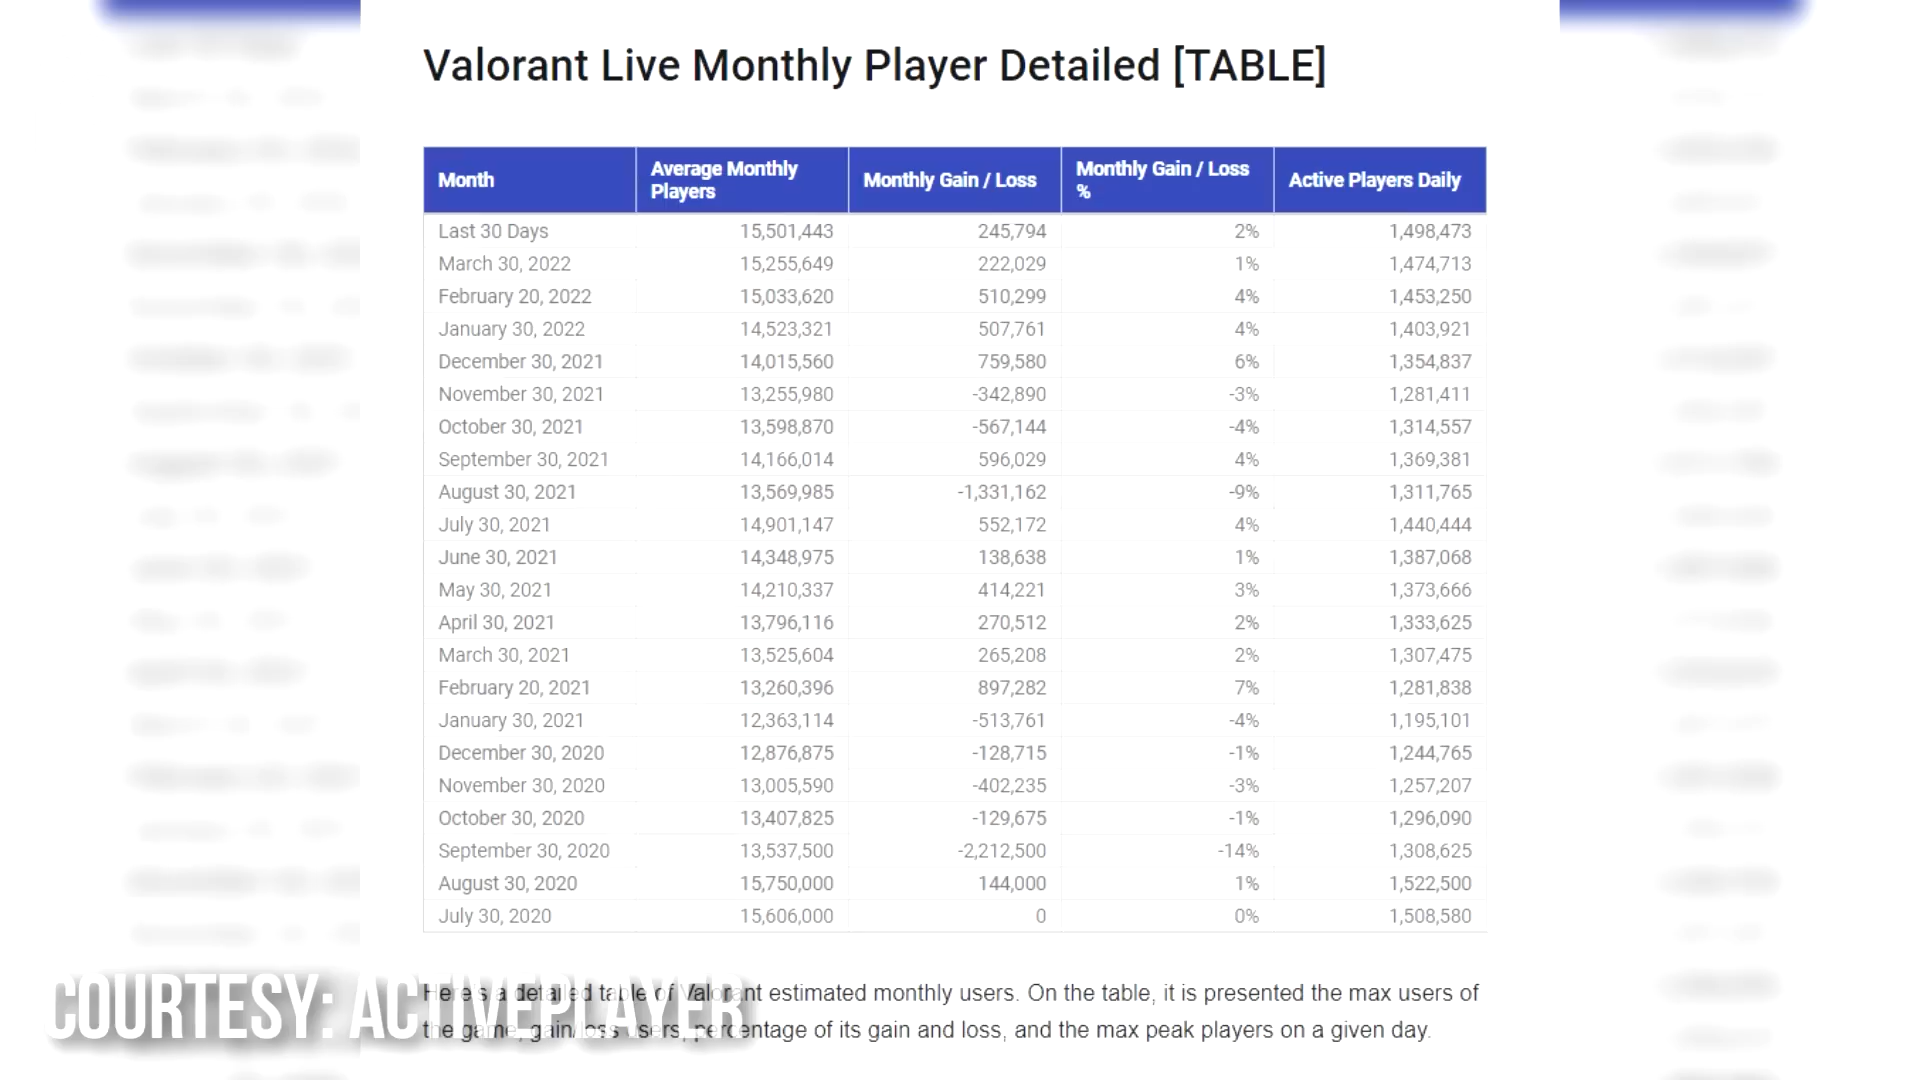 Valorant Live Monthly Player Detailed [TABLE]
Month Average Monthly Players Monthly Gain / Loss Monthly Gain / Loss % Active Players Daily
Last 30 Days 15,501,443 245,794 2% 1,498,473
March 30, 2022 15,255,649 222,029 1% 1,474,713
February 20, 2022 15,033,620 510,299 4% 1,453,250
January 30, 2022 14,523,321 507,761 4% 1,403,921
December 30, 2021 14,015,560 759,580 6% 1,354,837
November 30, 2021 13,255,980 -342,890 -3% 1,281,411
October 30, 2021 13,598,870 -567,144 -4% 1,314,557
September 30, 2021 14,166,014 596,029 4% 1,369,381
August 30, 2021 13,569,985 -1,331,162 -9% 1,311,765
July 30, 2021 14,901,147 552,172 4% 1,440,444
June 30, 2021 14,348,975 138,638 1% 1,387,068
May 30, 2021 14,210,337 414,221 3% 1,373,666
April 30, 2021 13,796,116 270,512 2% 1,333,625
March 30, 2021 13,525,604 265,208 2% 1,307,475
February 20, 2021 13,260,396 897,282 7% 1,281,838
January 30, 2021 12,363,114 -513,761 -4% 1,195,101
December 30, 2020 12,876,875 -128,715 -1% 1,244,765
November 30, 2020 13,005,590 -402,235 -3% 1,257,207
October 30, 2020 13,407,825 -129,675 -1% 1,296,090
September 30, 2020 13,537,500 -2,212,500 -14% 1,308,625
August 30, 2020 15,750,000 144,000 1% 1,522,500
July 30, 2020 15,606,000 0 0% 1,508,580
Here's a detailed table of Valorant estimated monthly users. On the table, it is presented the max users of
the game, gain/loss users, percentage of its gain and loss, and the max peak players on a given day.
COURTESY: ACTIVEPLAYER